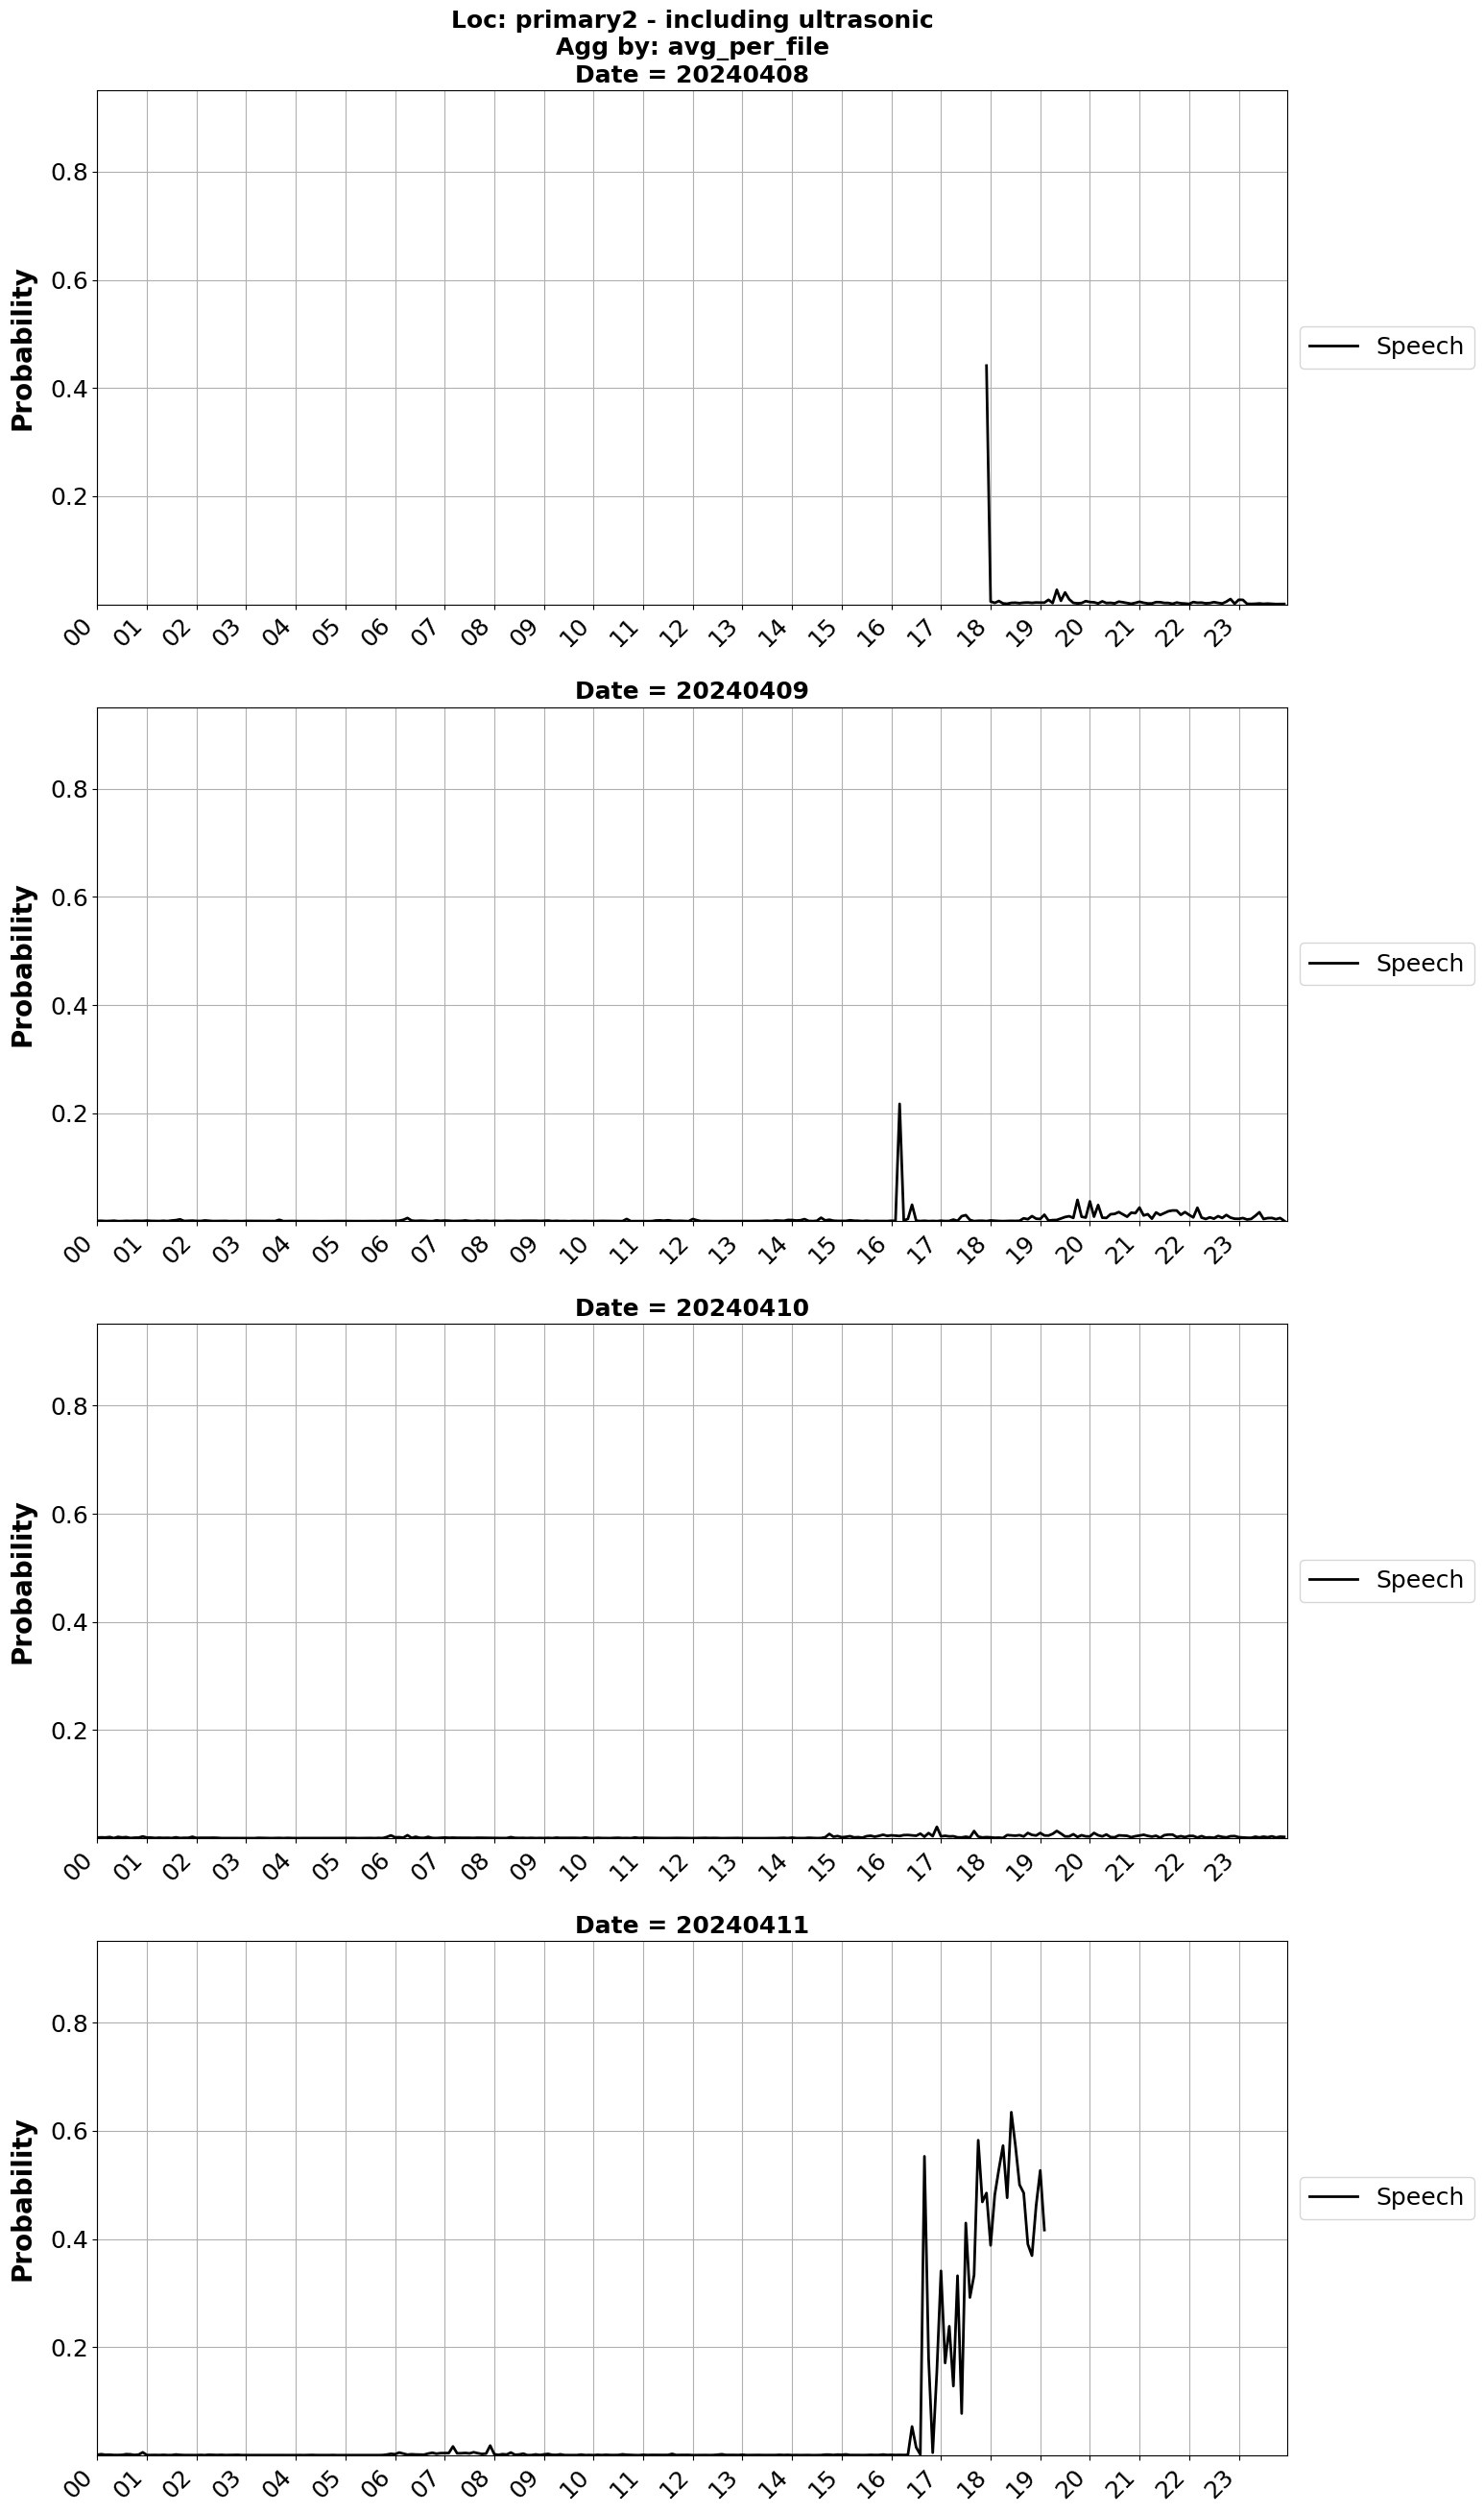 Loc: primary2 - including ultrasonic
Agg by: avg_per_file
Date = 20240408
Probability
0.8
0.6
0.4
0.2
00 01 02 03 04 05 06 07 08 09 10 11 12 13 14 15 16 17 18 19 20 21 22 23
Speech
Date = 20240409
Probability
0.8
0.6
0.4
0.2
00 01 02 03 04 05 06 07 08 09 10 11 12 13 14 15 16 17 18 19 20 21 22 23
Speech
Date = 20240410
Probability
0.8
0.6
0.4
0.2
00 01 02 03 04 05 06 07 08 09 10 11 12 13 14 15 16 17 18 19 20 21 22 23
Speech
Date = 20240411
Probability
0.8
0.6
0.4
0.2
00 01 02 03 04 05 06 07 08 09 10 11 12 13 14 15 16 17 18 19 20 21 22 23
Speech